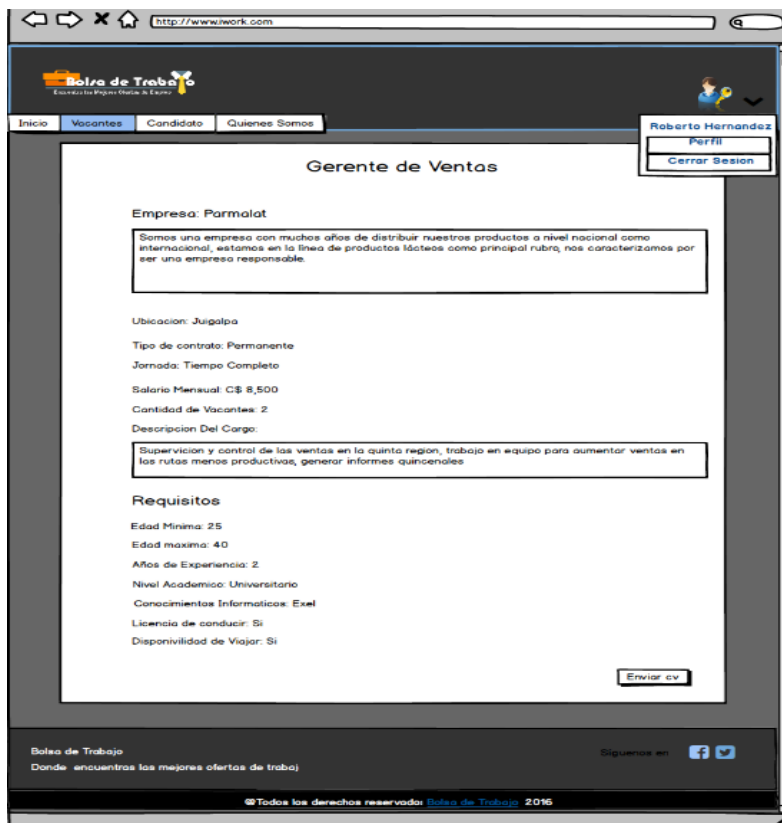 http://www.iwork.com
Bolsa de Trabajo
Encuentra las Mejores Ofertas de Empleo
Inicio Vacantes Candidato Quienes Somos
Roberto Hernandez
Perfil
Cerrar Sesion
Gerente de Ventas
Empresa: Parmalat
Somos una empresa con muchos años de distribuir nuestros productos a nivel nacional como
internacional, estamos en la línea de productos lácteos como principal rubro, nos caracterizamos por
ser una empresa responsable.
Ubicacion: Juigalpa
Tipo de contrato: Permanente
Jornada: Tiempo Completo
Salario Mensual: C$ 8,500
Cantidad de Vacantes: 2
Descripcion Del Cargo:
Supervicion y control de las ventas en la quinta region, trabajo en equipo para aumentar ventas en
las rutas menos productivas, generar informes quincenales
Requisitos
Edad Minima: 25
Edad maxima: 40
Años de Experiencia: 2
Nivel Academico: Universitario
Conocimientos Informaticos: Exel
Licencia de conducir: Si
Disponivilidad de Viajar: Si
Enviar cv
Bolsa de Trabajo
Donde encuentras las mejores ofertas de trabaj
Siguenos en
©Todos los derechos reservado: Bolsa de Trabajo 2016